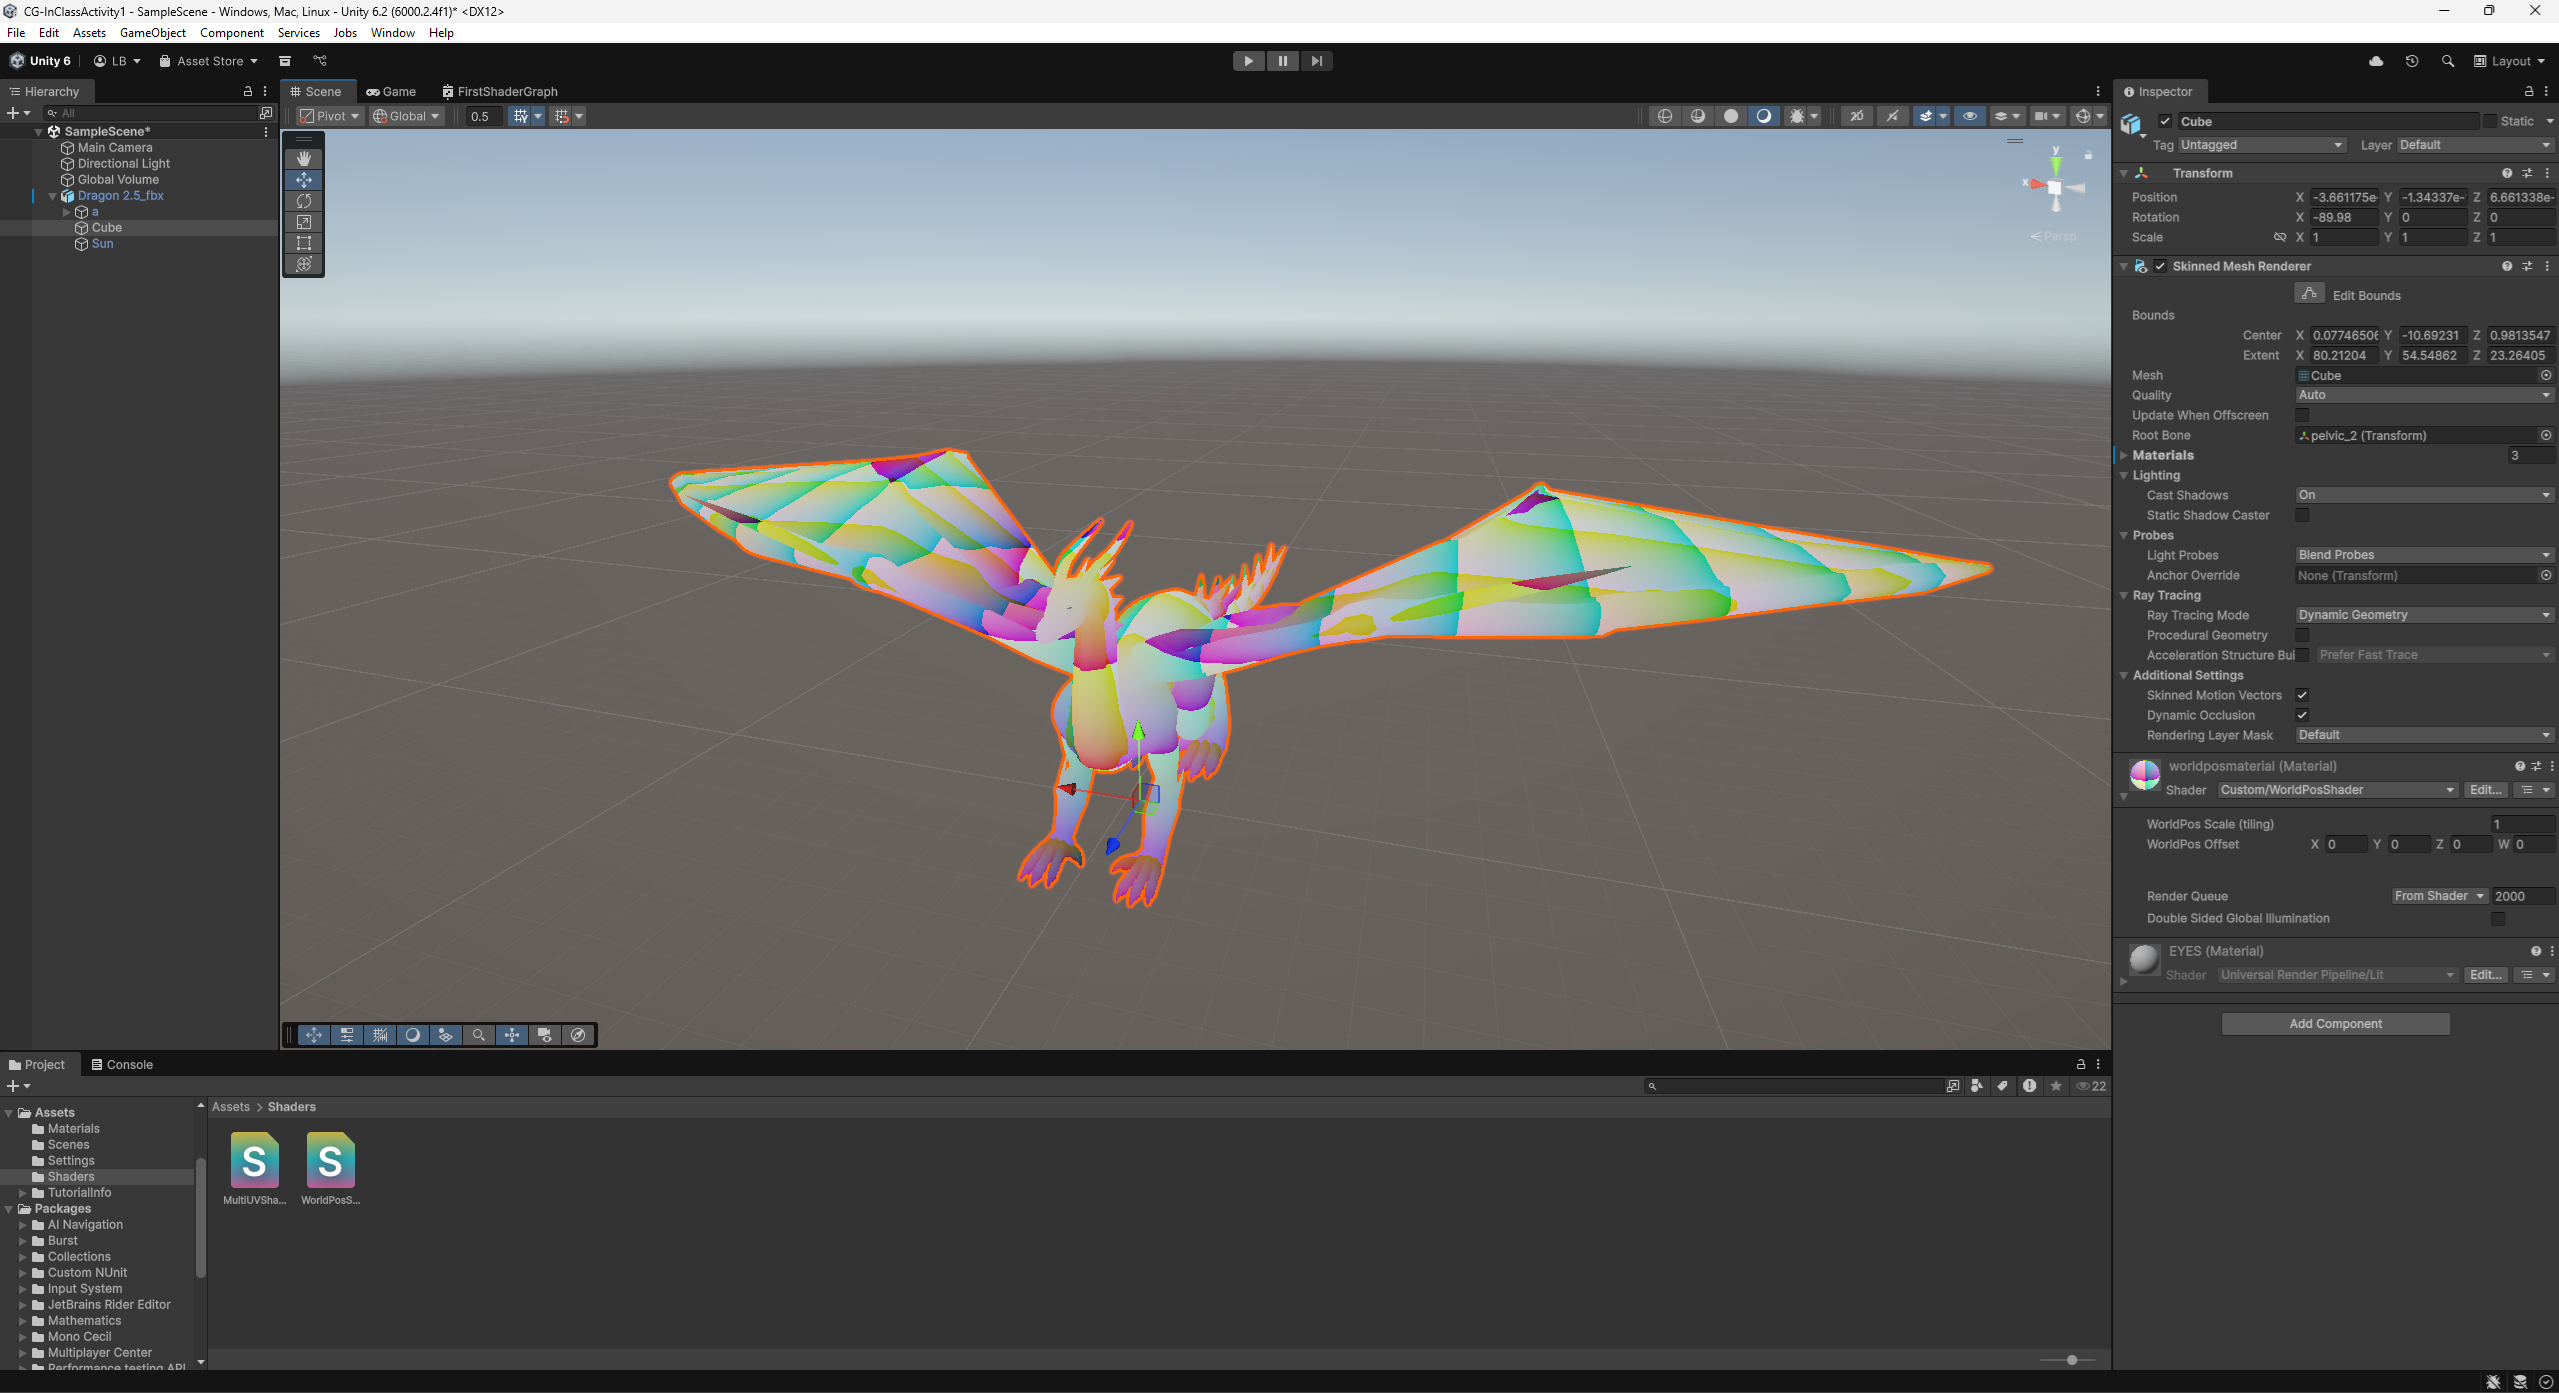 CG-InClassActivity1 - SampleScene - Windows, Mac, Linux - Unity 6.2 (6000.2.4f1)* <DX12>
File Edit Assets GameObject Component Services Jobs Window Help
Unity 6 LB Asset Store Layout
Hierarchy
All
SampleScene*
Main Camera
Directional Light
Global Volume
Dragon 2.5_fbx
a
Cube
Sun
Scene Game FirstShaderGraph
Pivot Global 0.5 2D
y
x
Persp
Inspector
Cube Static
Tag Untagged Layer Default
Transform
Position X -3.661175e- Y -1.34337e- Z 6.661338e-
Rotation X -89.98 Y 0 Z 0
Scale X 1 Y 1 Z 1
Skinned Mesh Renderer
Edit Bounds
Bounds
Center X 0.07746506 Y -10.69231 Z 0.9813547
Extent X 80.21204 Y 54.54862 Z 23.26405
Mesh Cube
Quality Auto
Update When Offscreen
Root Bone pelvic_2 (Transform)
Materials 3
Lighting
Cast Shadows On
Static Shadow Caster
Probes
Light Probes Blend Probes
Anchor Override None (Transform)
Ray Tracing
Ray Tracing Mode Dynamic Geometry
Procedural Geometry
Acceleration Structure Bui Prefer Fast Trace
Additional Settings
Skinned Motion Vectors
Dynamic Occlusion
Rendering Layer Mask Default
worldposmaterial (Material)
Shader Custom/WorldPosShader Edit...
WorldPos Scale (tiling) 1
WorldPos Offset X 0 Y 0 Z 0 W 0
Render Queue From Shader 2000
Double Sided Global Illumination
EYES (Material)
Shader Universal Render Pipeline/Lit Edit...
Add Component
Project Console
22
Assets
Materials
Scenes
Settings
Shaders
TutorialInfo
Packages
AI Navigation
Burst
Collections
Custom NUnit
Input System
JetBrains Rider Editor
Mathematics
Mono Cecil
Multiplayer Center
Performance testing API
Assets > Shaders
S S
MultiUVSha... WorldPosS...